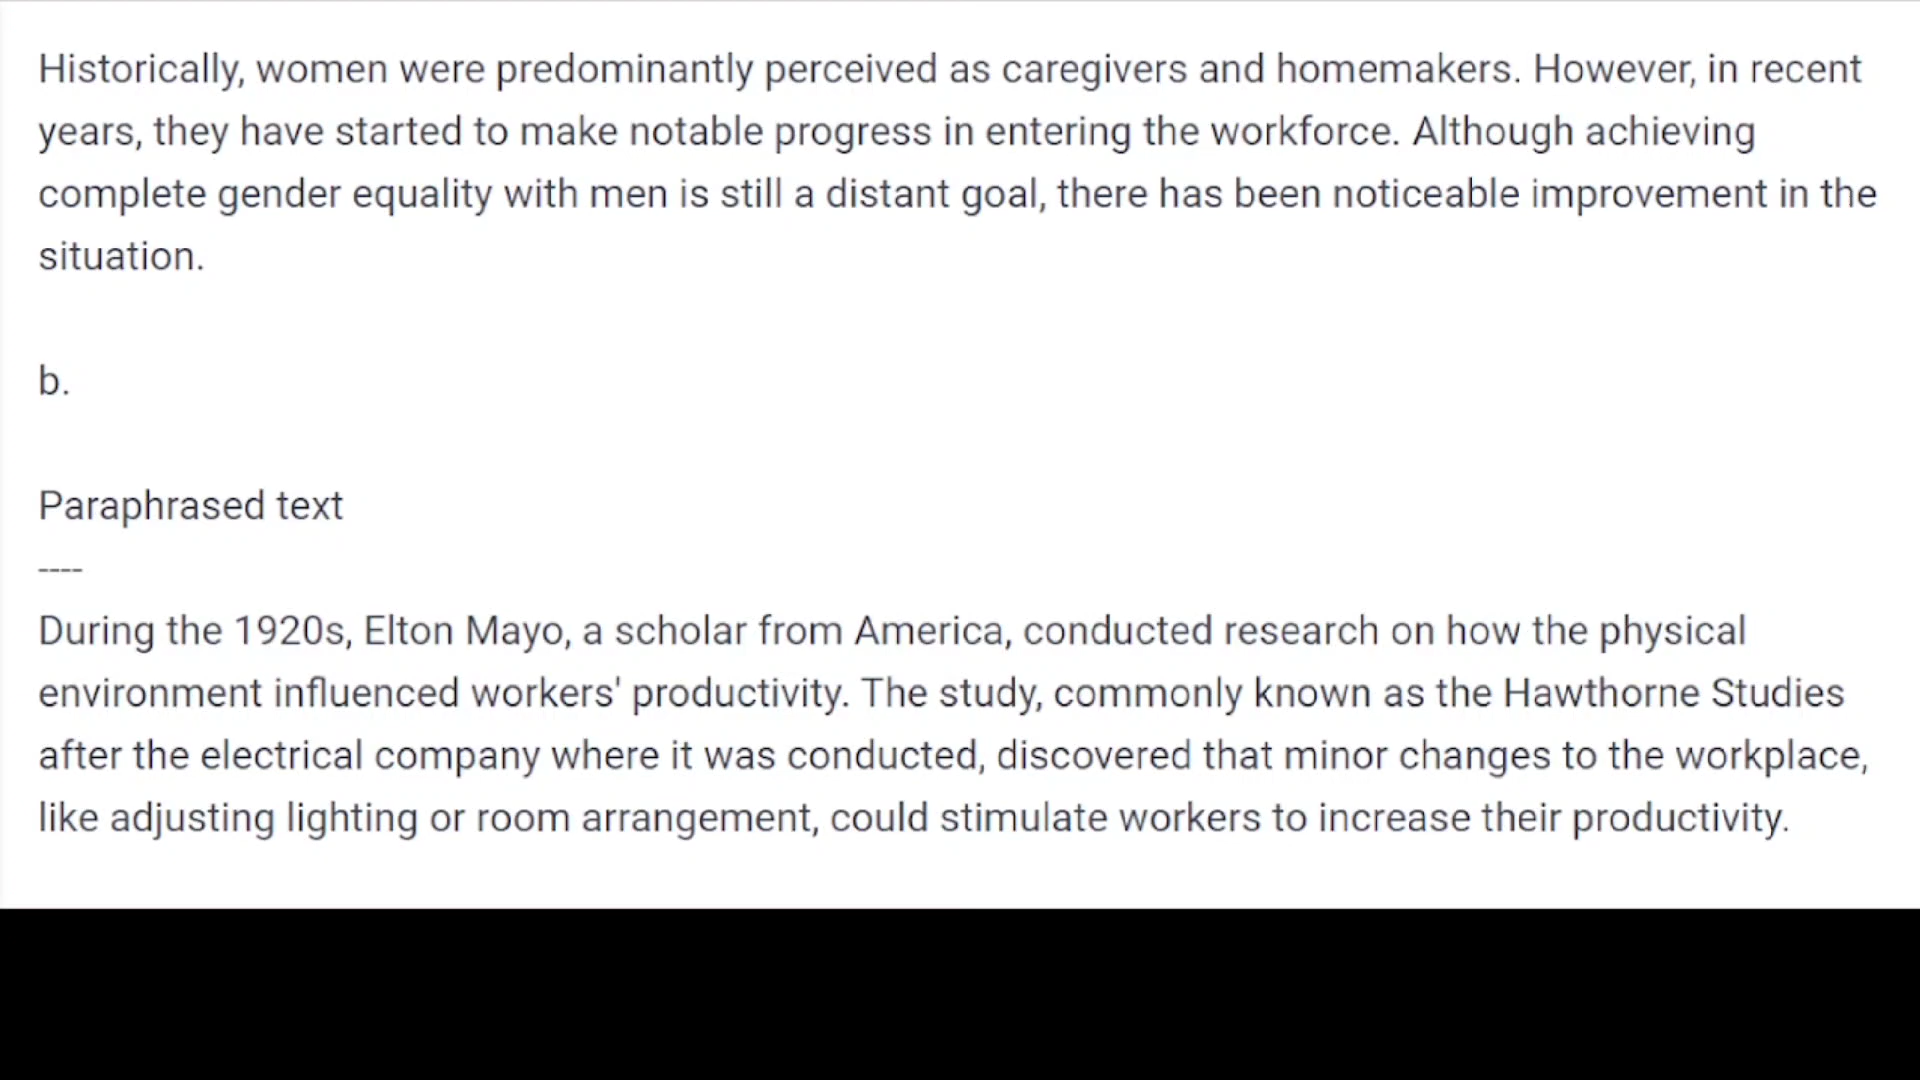 Historically, women were predominantly perceived as caregivers and homemakers. However, in recent
years, they have started to make notable progress in entering the workforce. Although achieving
complete gender equality with men is still a distant goal, there has been noticeable improvement in the
situation.
b.
Paraphrased text
----
During the 1920s, Elton Mayo, a scholar from America, conducted research on how the physical
environment influenced workers' productivity. The study, commonly known as the Hawthorne Studies
after the electrical company where it was conducted, discovered that minor changes to the workplace,
like adjusting lighting or room arrangement, could stimulate workers to increase their productivity.